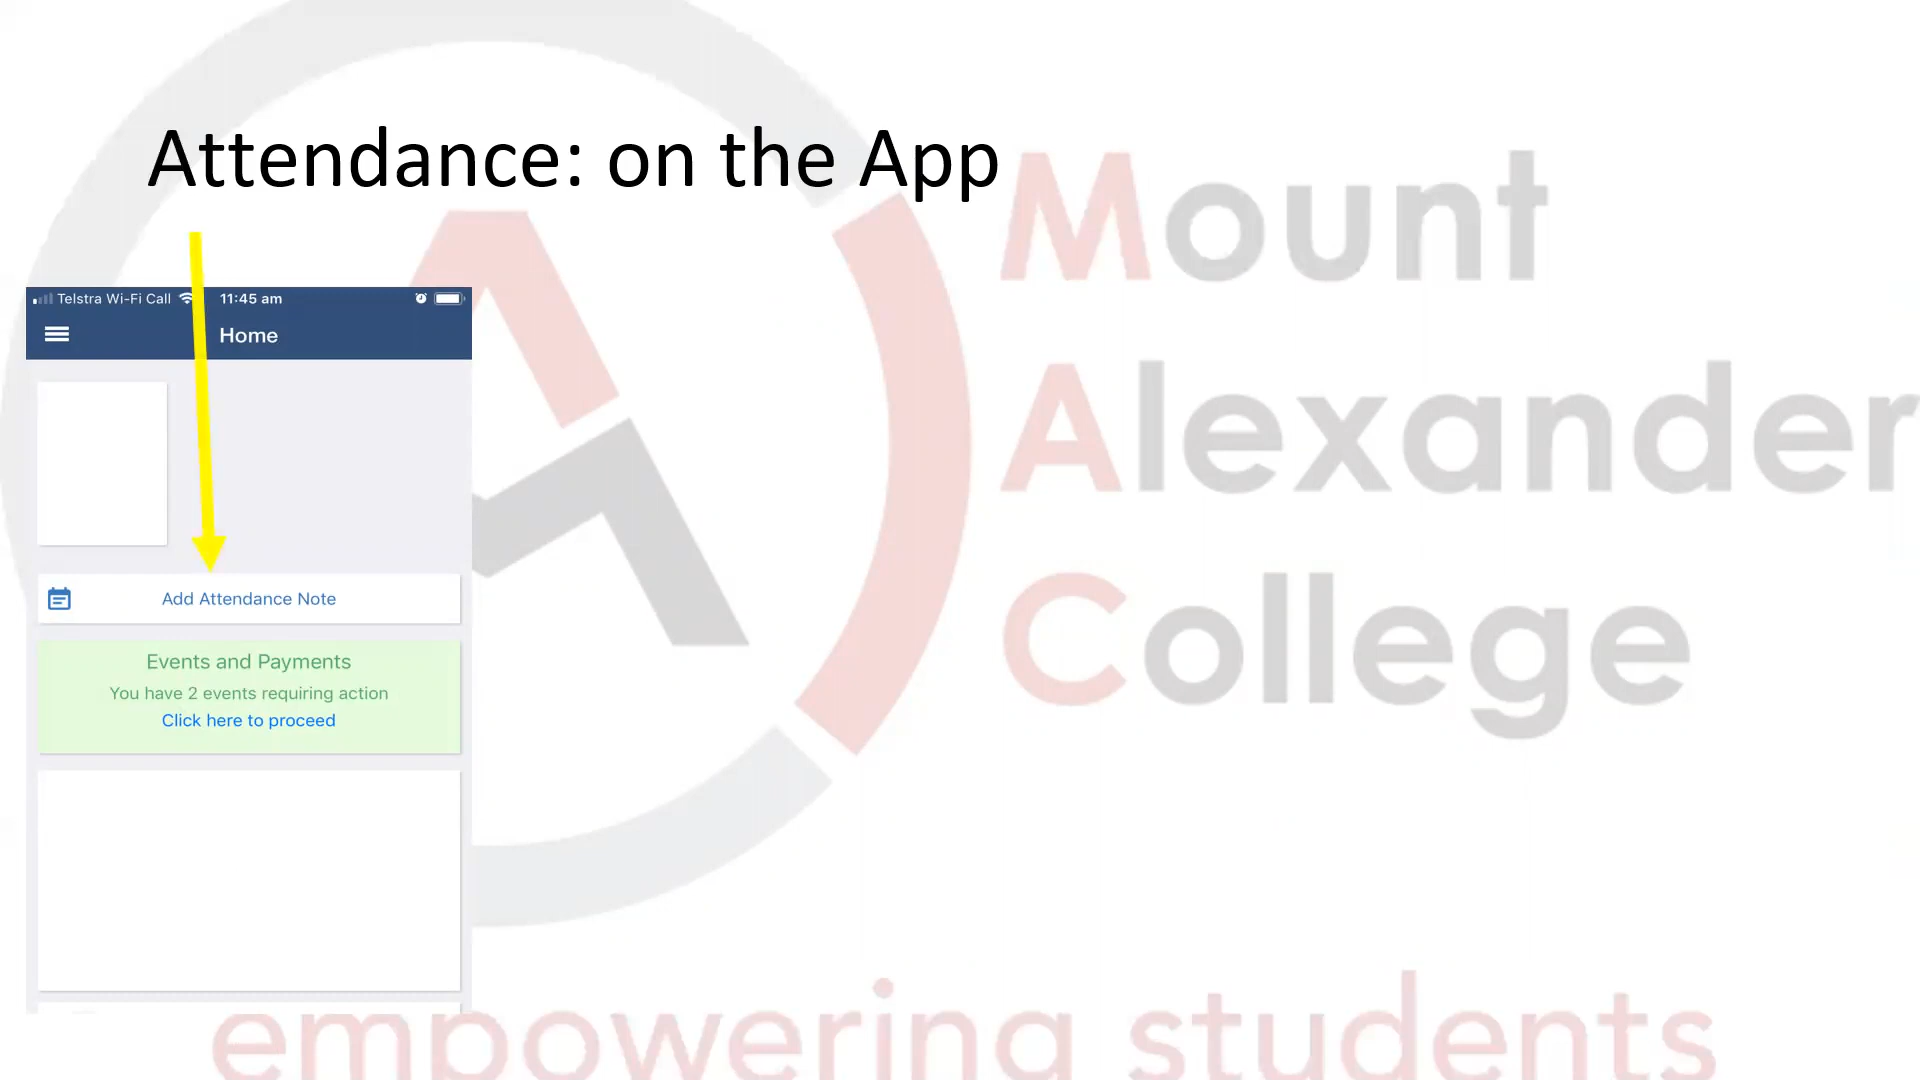 Attendance: on the App
Mount
Alexander
College
empowering students
Telstra Wi-Fi Call 11:45 am
Home
Add Attendance Note
Events and Payments
You have 2 events requiring action
Click here to proceed